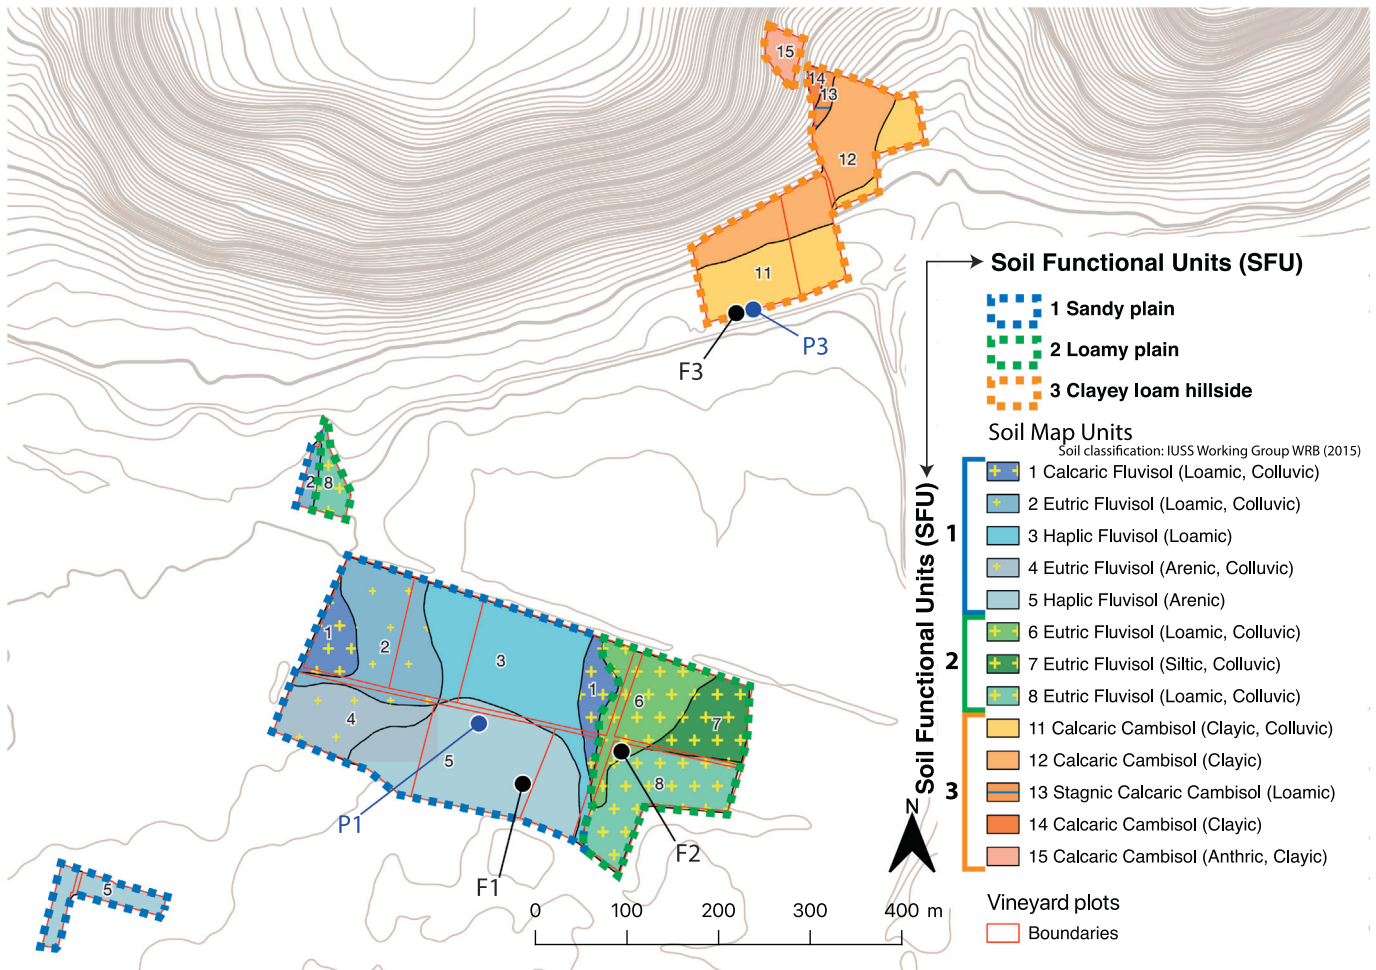 15
14
13
12
11
P3
F3
Soil Functional Units (SFU)
1 Sandy plain
2 Loamy plain
3 Clayey loam hillside
Soil Map Units
Soil classification: IUSS Working Group WRB (2015)
Soil Functional Units (SFU)
1
1 Calcaric Fluvisol (Loamic, Colluvic)
2 Eutric Fluvisol (Loamic, Colluvic)
3 Haplic Fluvisol (Loamic)
4 Eutric Fluvisol (Arenic, Colluvic)
5 Haplic Fluvisol (Arenic)
2
6 Eutric Fluvisol (Loamic, Colluvic)
7 Eutric Fluvisol (Siltic, Colluvic)
8 Eutric Fluvisol (Loamic, Colluvic)
3
11 Calcaric Cambisol (Clayic, Colluvic)
12 Calcaric Cambisol (Clayic)
13 Stagnic Calcaric Cambisol (Loamic)
14 Calcaric Cambisol (Clayic)
15 Calcaric Cambisol (Anthric, Clayic)
Vineyard plots
Boundaries
2 8
1
2
3
1
6
7
4
5
8
P1
F1
F2
5
N
0 100 200 300 400 m